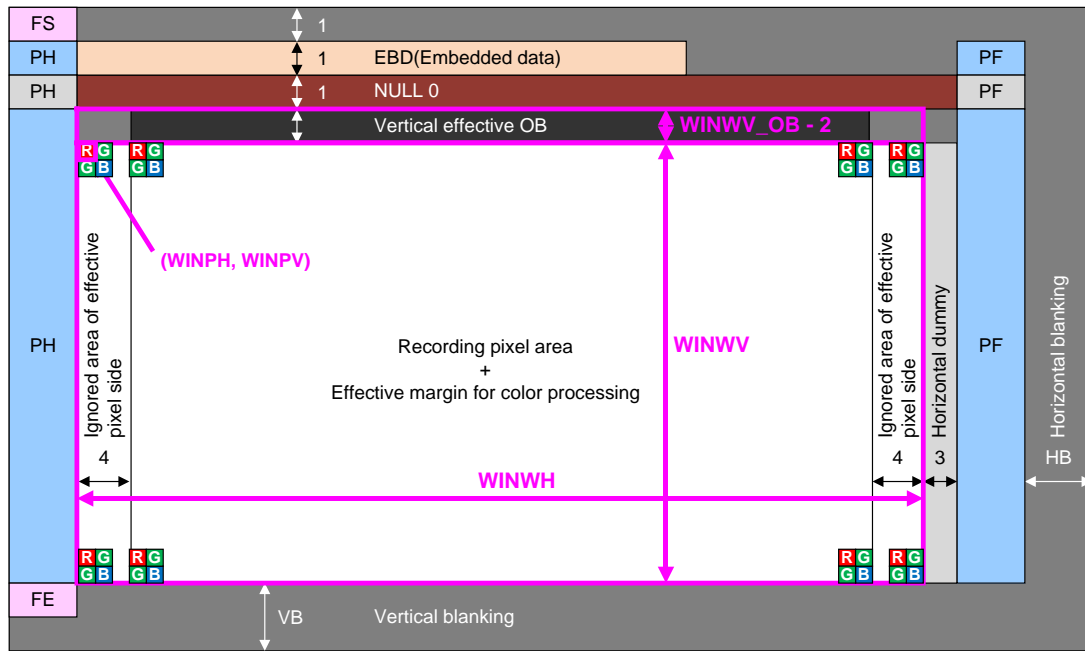 FS
1
PH
1
EBD(Embedded data)
PF
PH
1
NULL 0
PF
Vertical effective OB
WINWV_OB - 2
R G
G B
R G
G B
R G
G B
R G
G B
(WINPH, WINPV)
PH
Ignored area of effective
pixel side
4
Recording pixel area
+
Effective margin for color processing
WINWV
WINWH
Ignored area of effective
pixel side
4
Horizontal dummy
3
PF
Horizontal blanking
HB
R G
G B
R G
G B
R G
G B
R G
G B
FE
VB
Vertical blanking